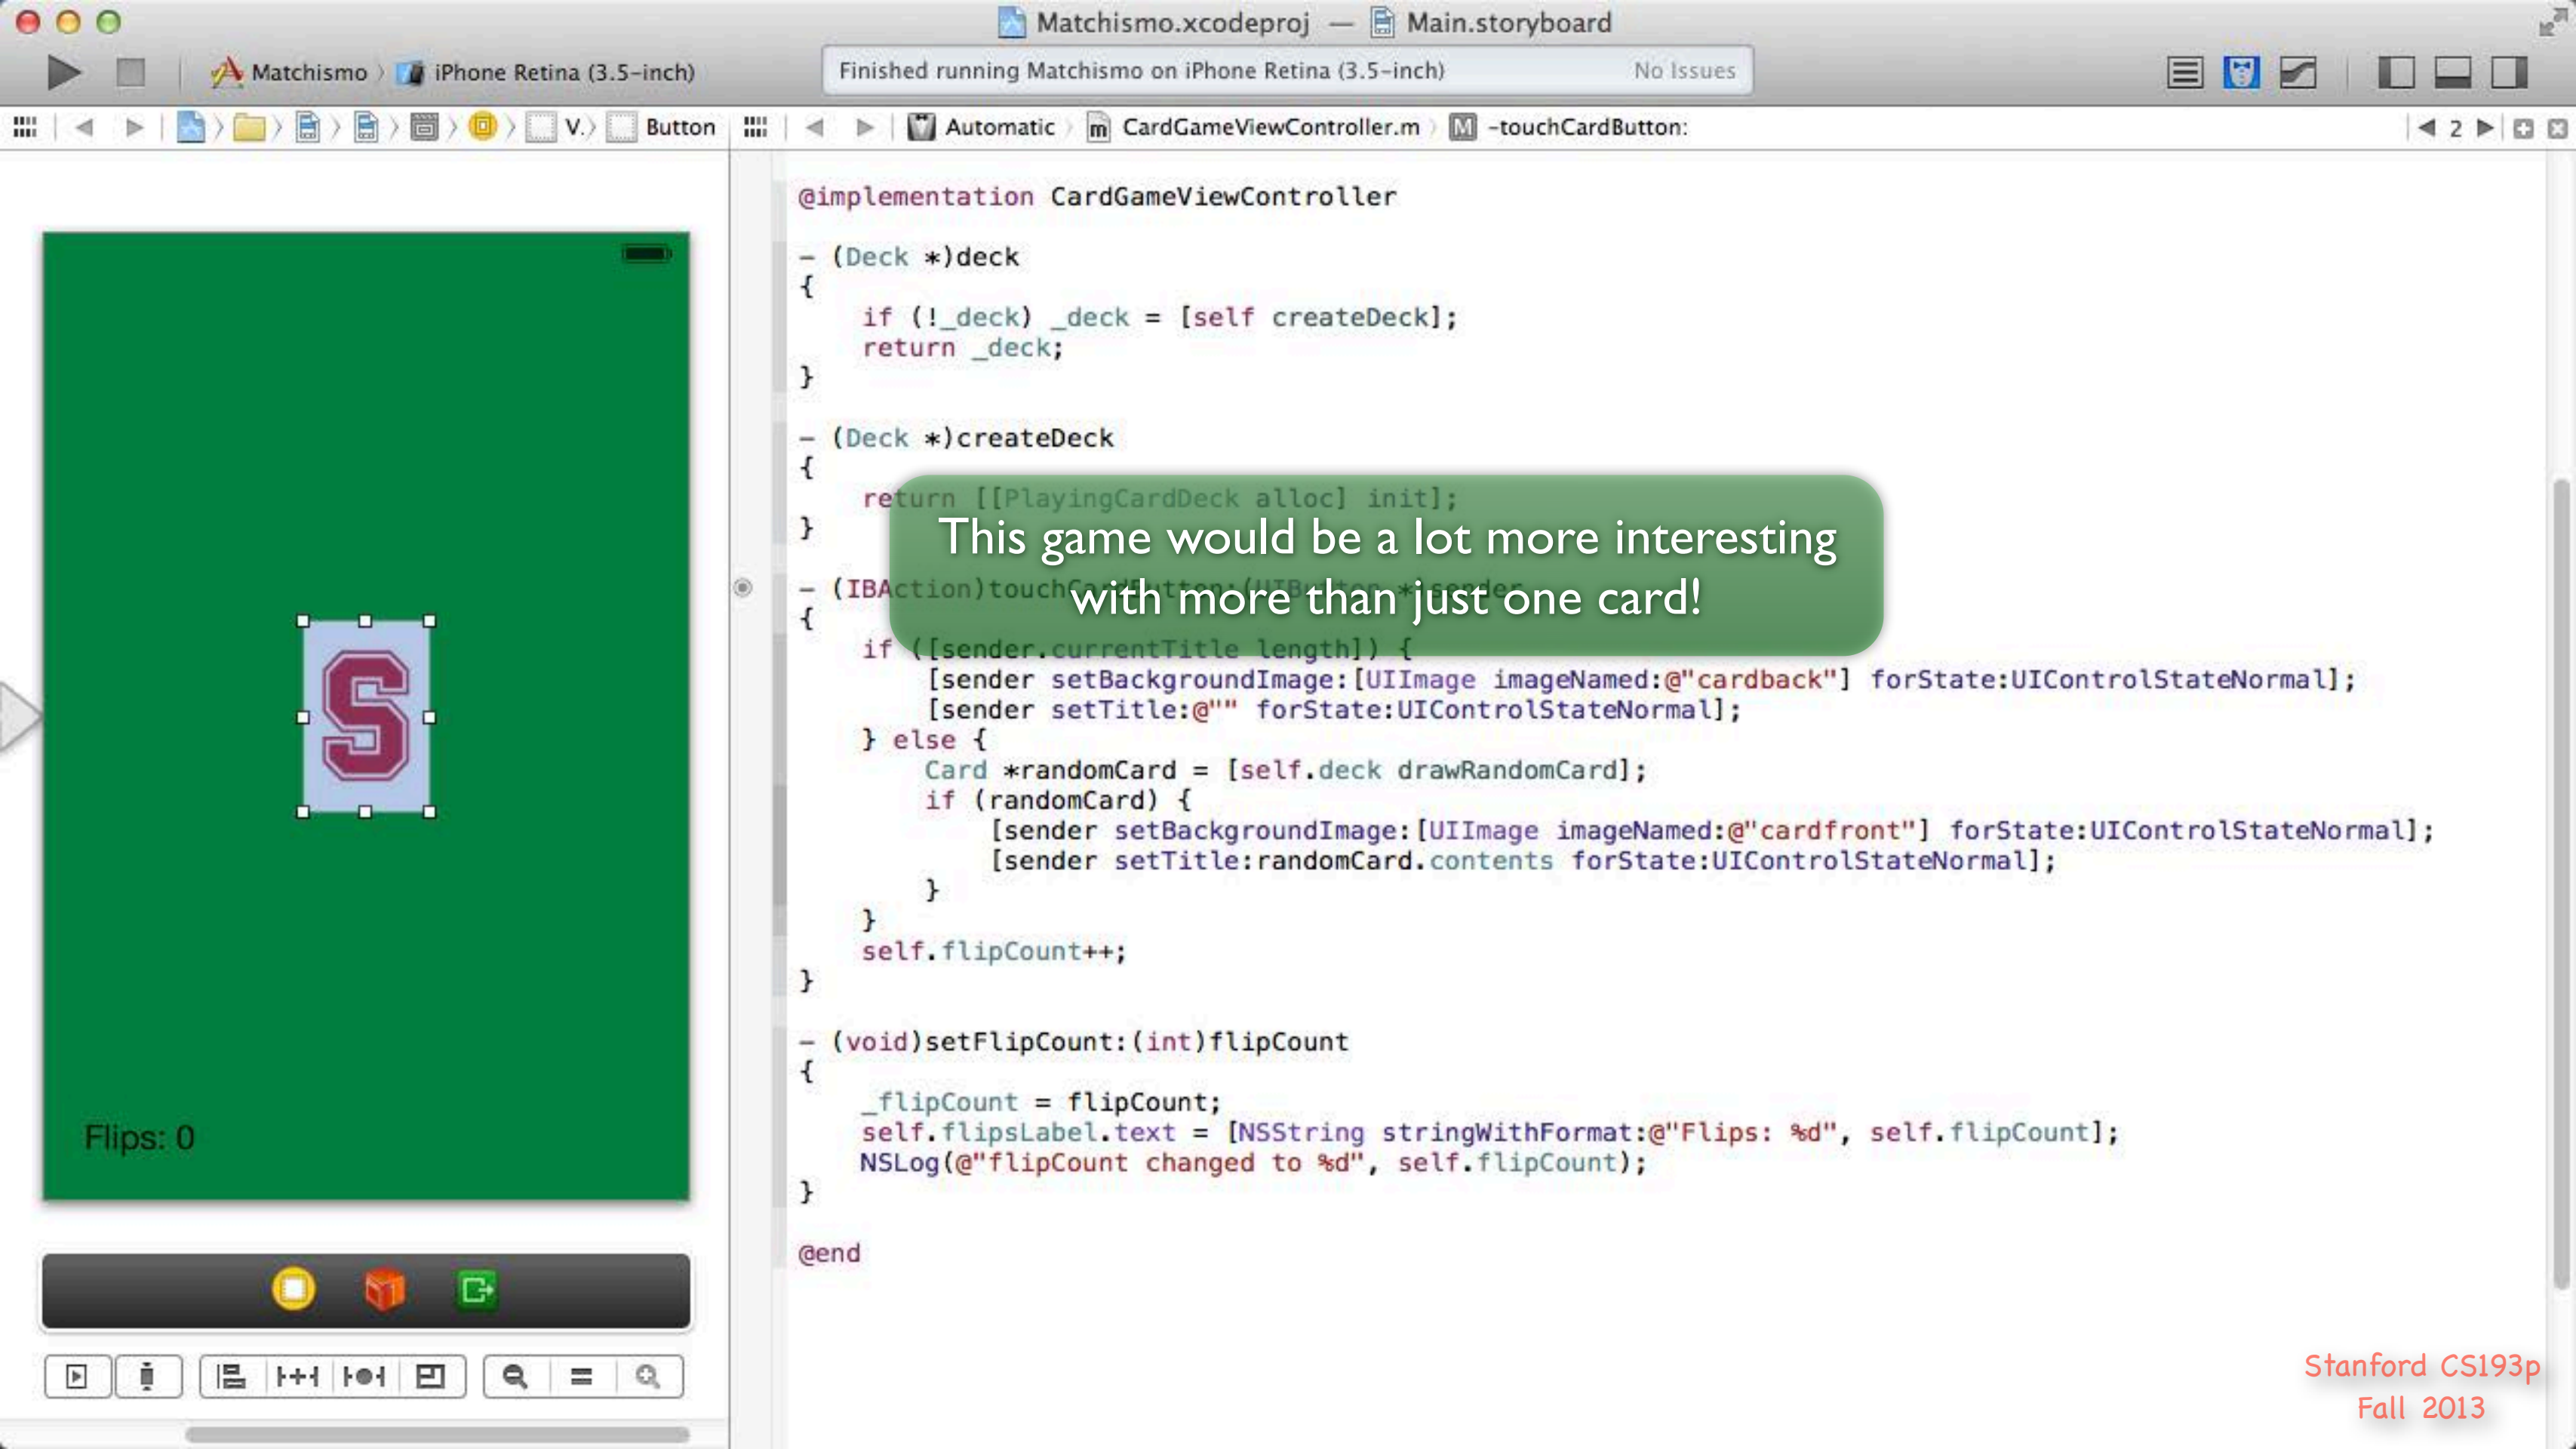 Matchismo.xcodeproj — Main.storyboard
Matchismo iPhone Retina (3.5-inch)
Finished running Matchismo on iPhone Retina (3.5-inch) No Issues
V. Button
Automatic m CardGameViewController.m M -touchCardButton:
2
@implementation CardGameViewController
- (Deck *)deck
{
if (!_deck) _deck = [self createDeck];
return _deck;
}
- (Deck *)createDeck
{
return [[PlayingCardDeck alloc] init];
}
This game would be a lot more interesting
with more than just one card!
- (IBAction)touchCardButton:(UIButton *)sender
{
if ([sender.currentTitle length]) {
[sender setBackgroundImage:[UIImage imageNamed:@"cardback"] forState:UIControlStateNormal];
[sender setTitle:@"" forState:UIControlStateNormal];
} else {
Card *randomCard = [self.deck drawRandomCard];
if (randomCard) {
[sender setBackgroundImage:[UIImage imageNamed:@"cardfront"] forState:UIControlStateNormal];
[sender setTitle:randomCard.contents forState:UIControlStateNormal];
}
}
self.flipCount++;
}
- (void)setFlipCount:(int)flipCount
{
_flipCount = flipCount;
self.flipsLabel.text = [NSString stringWithFormat:@"Flips: %d", self.flipCount];
NSLog(@"flipCount changed to %d", self.flipCount);
}
@end
S
Flips: 0
Stanford CS193p
Fall 2013